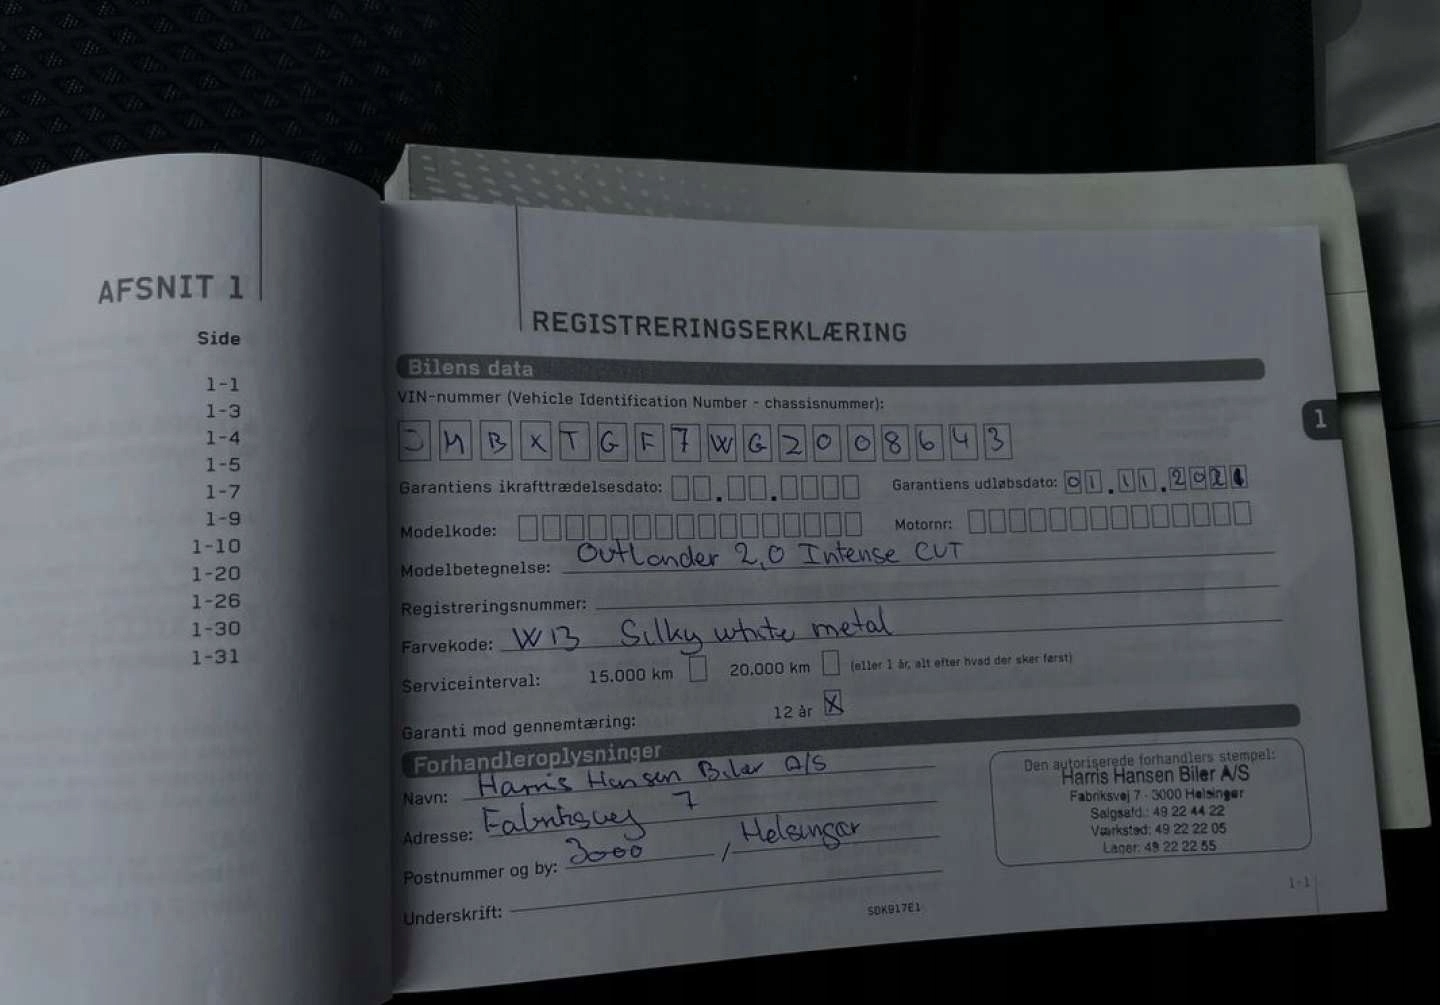 AFSNIT 1
Side
1-1
1-3
1-4
1-5
1-7
1-9
1-10
1-20
1-26
1-30
1-31
REGISTRERINGSERKLÆRING
Bilens data
VIN-nummer (Vehicle Identification Number - chassisnummer):
JMBXTGF7WG2008643
Garantiens ikrafttrædelsesdato: . . Garantiens udløbsdato: 01.11.2021
Modelkode: Motornr:
Modelbetegnelse: Outlander 2,0 Intense CVT
Registreringsnummer:
Farvekode: W13 Silky white metal
Serviceinterval: 15.000 km 20.000 km (eller 1 år, alt efter hvad der sker først)
Garanti mod gennemtæring: 12 år X
1
Forhandleroplysninger
Navn: Harris Hansen Biler A/S
Adresse: Fabriksvej 7
Postnummer og by: 3000, Helsingør
Underskrift:
Den autoriserede forhandlers stempel:
Harris Hansen Biler A/S
Fabriksvej 7 - 3000 Helsingør
Salgsafd.: 49 22 44 22
Værksted: 49 22 22 05
Lager: 49 22 22 55
SDK917E1
1-1